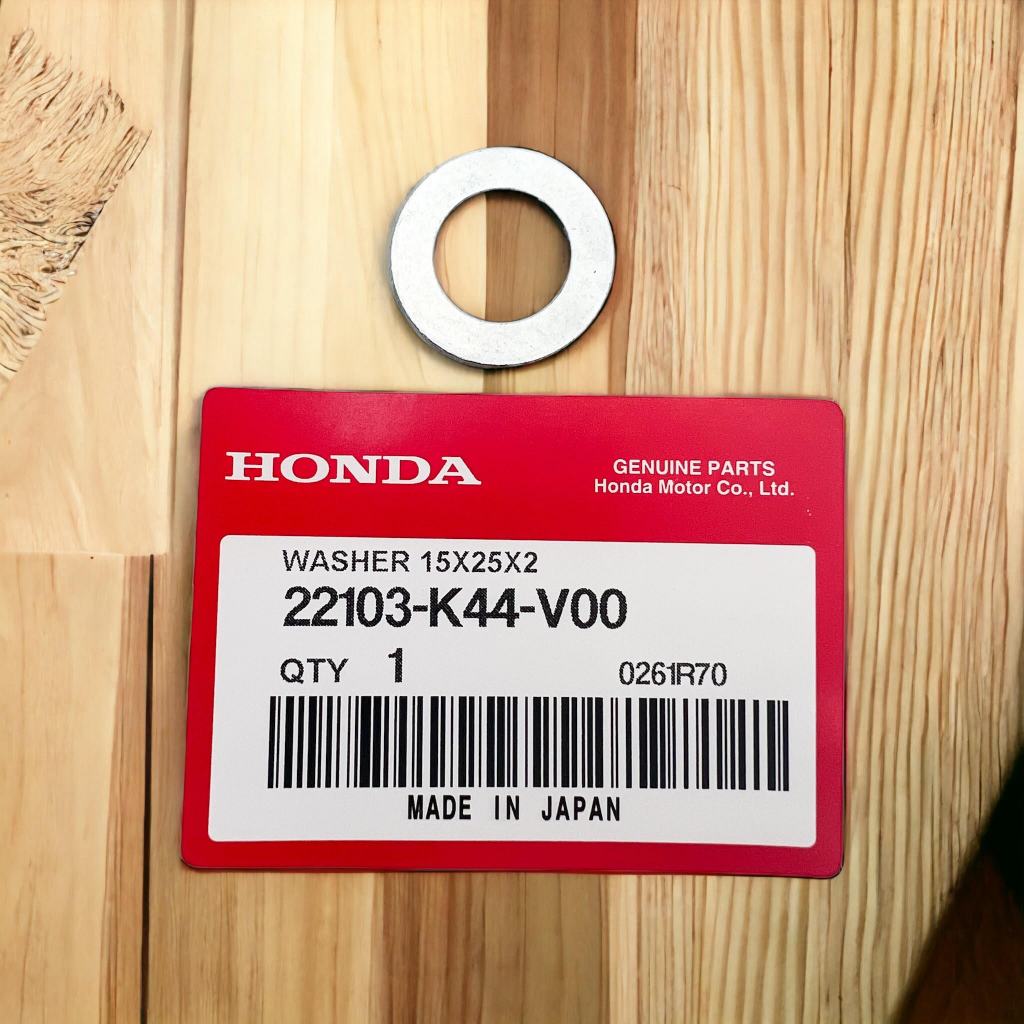 HONDA
GENUINE PARTS
Honda Motor Co., Ltd.
WASHER 15X25X2
22103-K44-V00
QTY 1
0261R70
MADE IN JAPAN